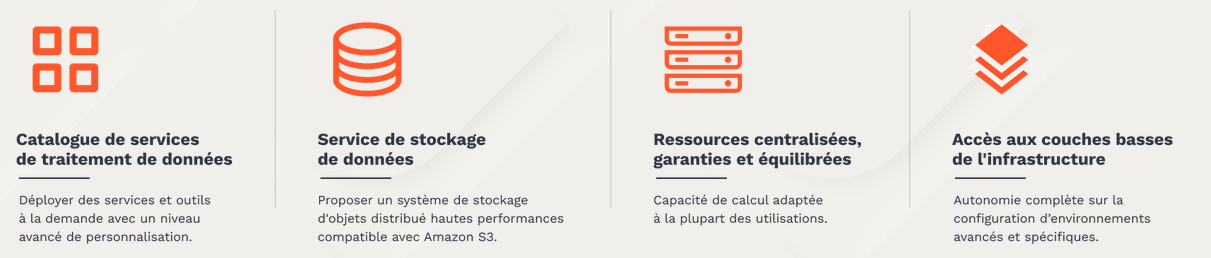 Catalogue de services
de traitement de données
Déployer des services et outils
à la demande avec un niveau
avancé de personnalisation.
Service de stockage
de données
Proposer un système de stockage
d'objets distribué hautes performances
compatible avec Amazon S3.
Ressources centralisées,
garanties et équilibrées
Capacité de calcul adaptée
à la plupart des utilisations.
Accès aux couches basses
de l'infrastructure
Autonomie complète sur la
configuration d’environnements
avancés et spécifiques.